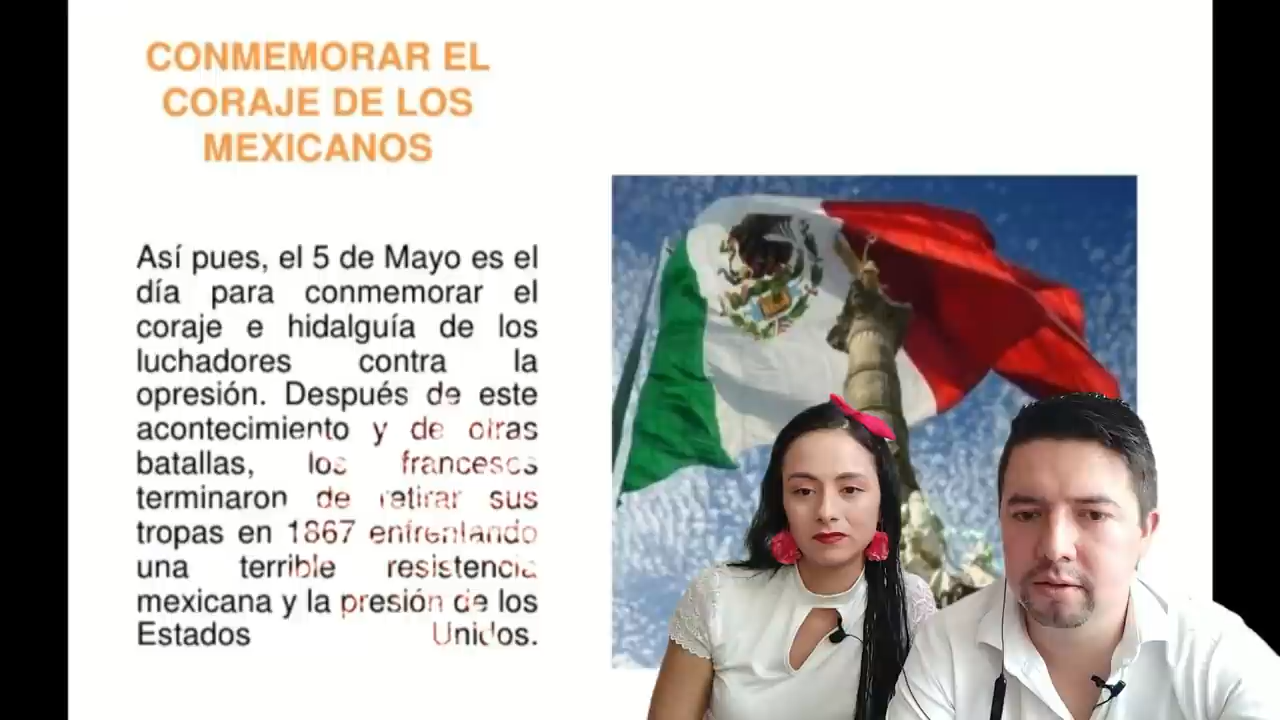 CONMEMORAR EL
CORAJE DE LOS
MEXICANOS
Así pues, el 5 de Mayo es el
día para conmemorar el
coraje e hidalguía de los
luchadores contra la
opresión. Después de este
acontecimiento y de otras
batallas, los franceses
terminaron de retirar sus
tropas en 1867 enfrentando
una terrible resistencia
mexicana y la presión de los
Estados Unidos.